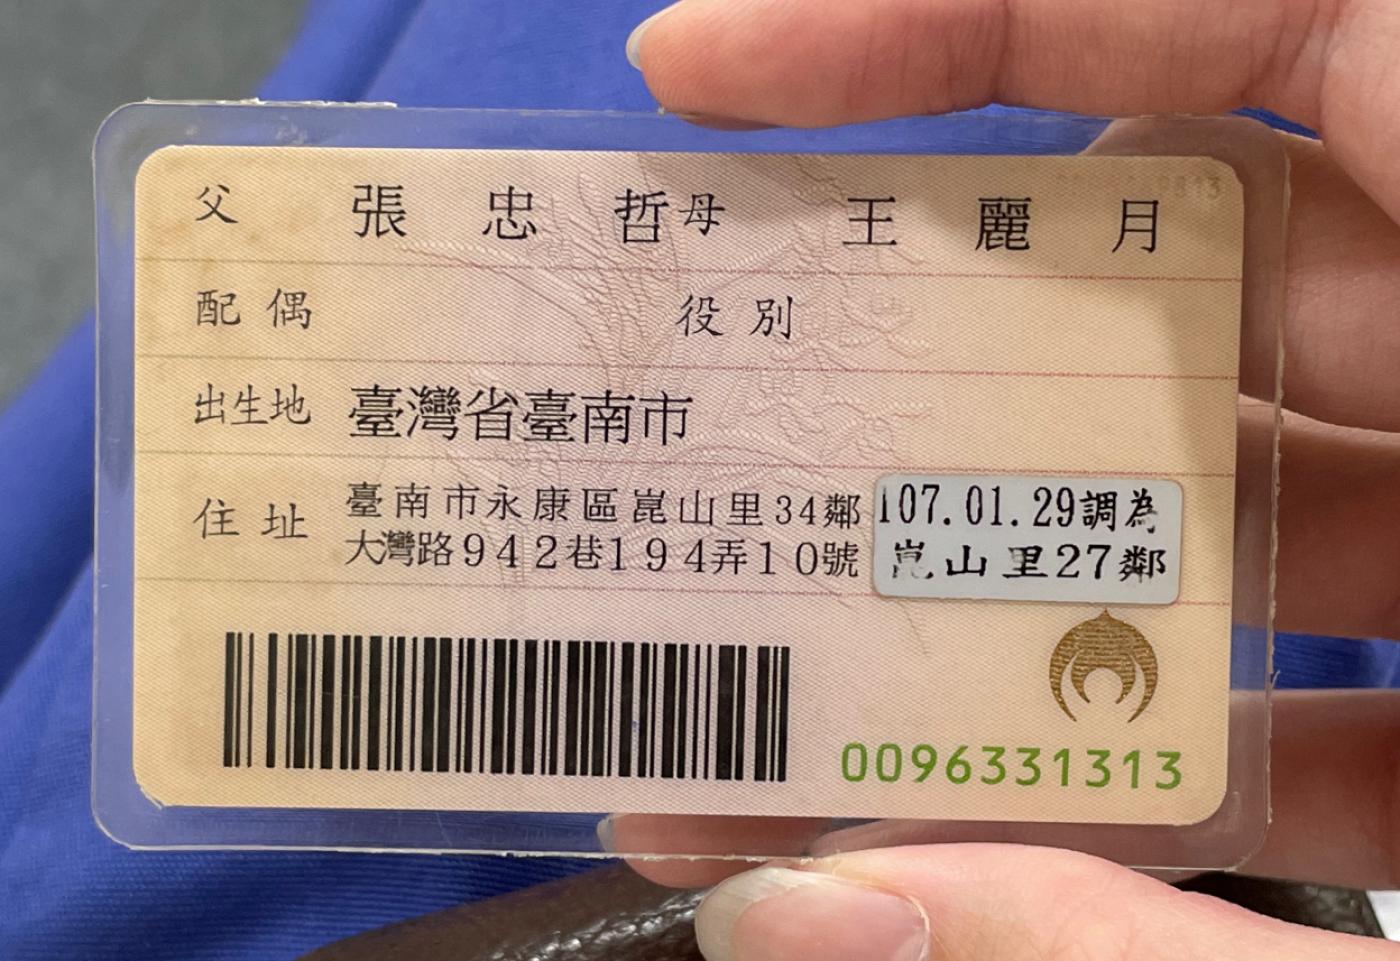 父 張忠哲 母 王麗月
配偶 役別
出生地 臺灣省臺南市
住址 臺南市永康區崑山里34鄰
大灣路942巷194弄10號
107.01.29調為
崑山里27鄰
0096331313